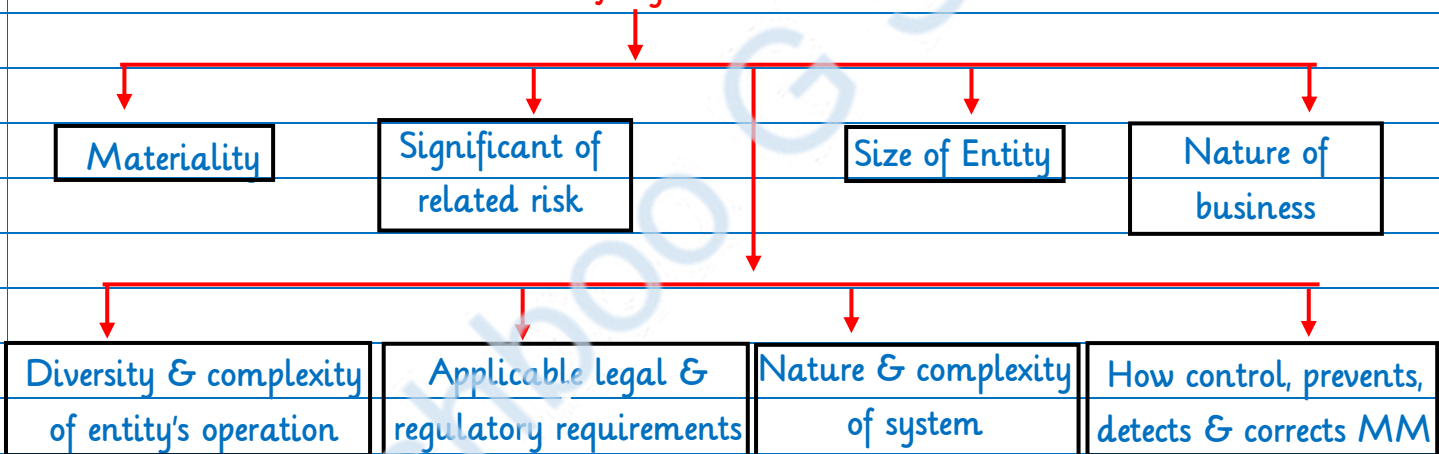 Materiality
Significant of
related risk
Size of Entity
Nature of
business
Diversity & complexity
of entity's operation
Applicable legal &
regulatory requirements
Nature & complexity
of system
How control, prevents,
detects & corrects MM